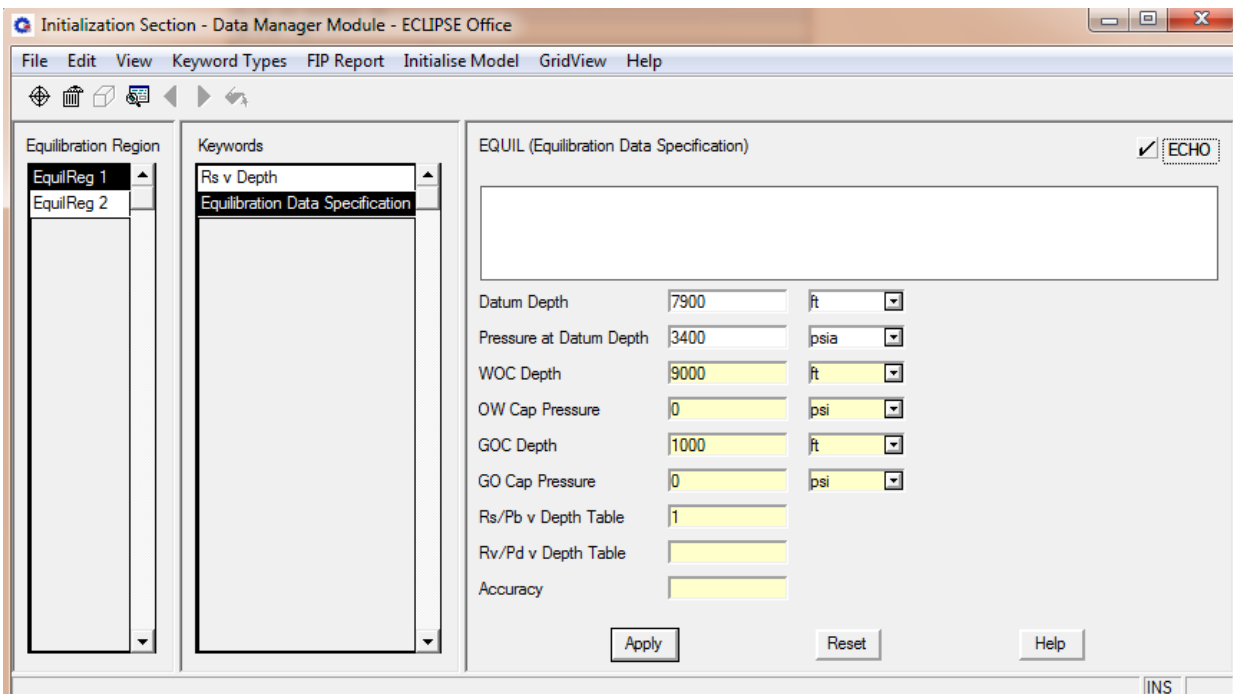 Initialization Section - Data Manager Module - ECLIPSE Office
File Edit View Keyword Types FIP Report Initialise Model GridView Help
Equilibration Region
EquilReg 1
EquilReg 2
Keywords
Rs v Depth
Equilibration Data Specification
EQUIL (Equilibration Data Specification)
ECHO
Datum Depth 7900 ft
Pressure at Datum Depth 3400 psia
WOC Depth 9000 ft
OW Cap Pressure 0 psi
GOC Depth 1000 ft
GO Cap Pressure 0 psi
Rs/Pb v Depth Table 1
Rv/Pd v Depth Table
Accuracy
Apply Reset Help
INS